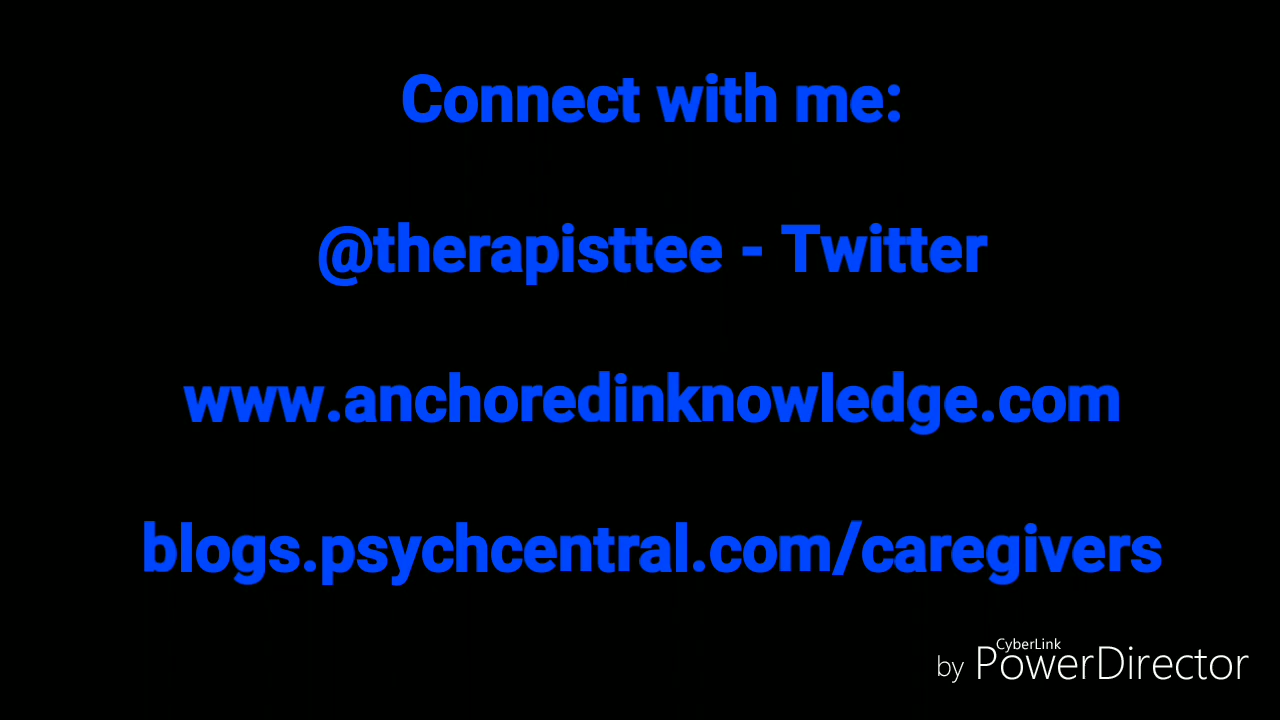 Connect with me:
@therapisttee - Twitter
www.anchoredinknowledge.com
blogs.psychcentral.com/caregivers
CyberLink
by PowerDirector